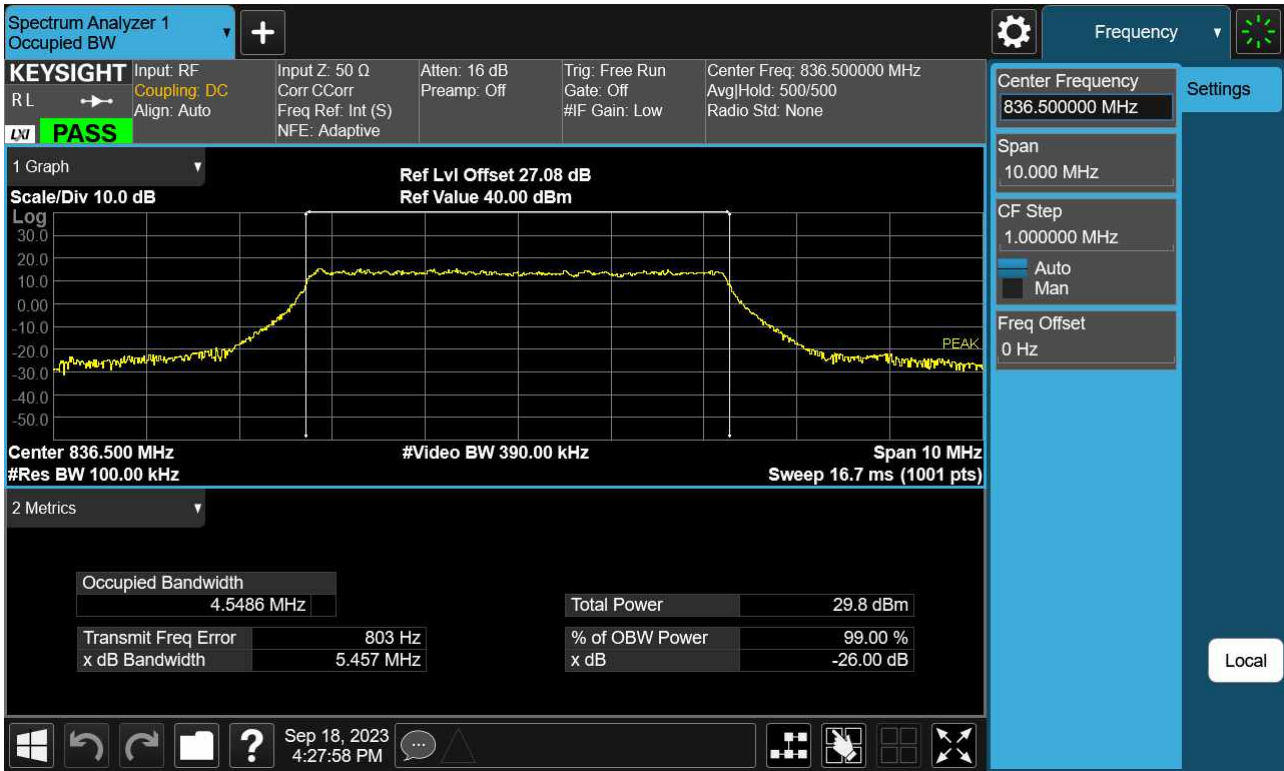 Spectrum Analyzer 1
Occupied BW
Frequency
KEYSIGHT
R L
LXI
PASS
Input: RF
Coupling: DC
Align: Auto
Input Z: 50 Ω
Corr CCorr
Freq Ref: Int (S)
NFE: Adaptive
Atten: 16 dB
Preamp: Off
Trig: Free Run
Gate: Off
#IF Gain: Low
Center Freq: 836.500000 MHz
Avg|Hold: 500/500
Radio Std: None
Center Frequency
836.500000 MHz
Settings
Span
10.000 MHz
CF Step
1.000000 MHz
Auto
Man
Freq Offset
0 Hz
1 Graph
Scale/Div 10.0 dB
Ref Lvl Offset 27.08 dB
Ref Value 40.00 dBm
Log
30.0
20.0
10.0
0.00
-10.0
-20.0
-30.0
-40.0
-50.0
PEAK
Center 836.500 MHz
#Video BW 390.00 kHz
Span 10 MHz
#Res BW 100.00 kHz
Sweep 16.7 ms (1001 pts)
2 Metrics
Occupied Bandwidth
4.5486 MHz
Total Power 29.8 dBm
Transmit Freq Error 803 Hz
% of OBW Power 99.00 %
x dB Bandwidth 5.457 MHz
x dB -26.00 dB
Local
?
Sep 18, 2023
4:27:58 PM